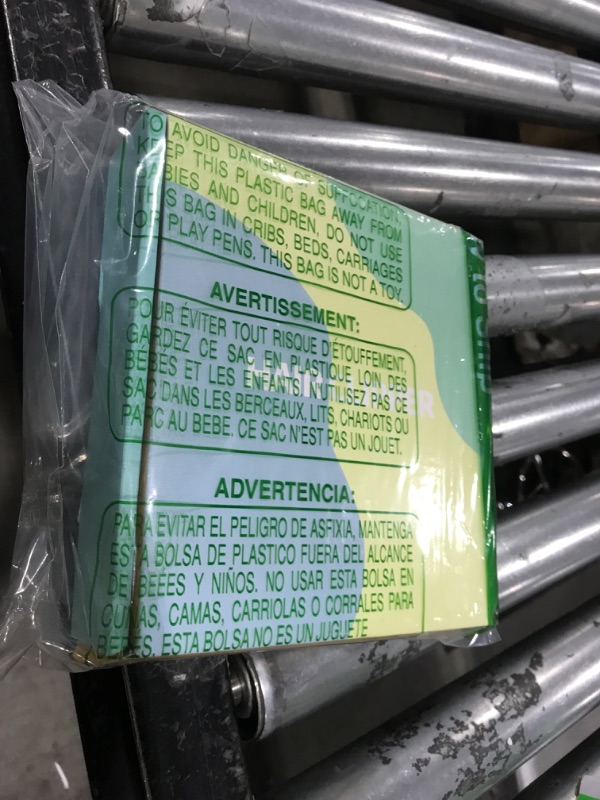 TO AVOID DANGER OF SUFFOCATION
KEEP THIS PLASTIC BAG AWAY FROM
BABIES AND CHILDREN. DO NOT USE
THIS BAG IN CRIBS, BEDS, CARRIAGES
OR PLAY PENS. THIS BAG IS NOT A TOY.
AVERTISSEMENT:
POUR ÉVITER TOUT RISQUE D'ÉTOUFFEMENT,
GARDEZ CE SAC EN PLASTIQUE LOIN DES
BEBÉS ET LES ENFANTS N'UTILISEZ PAS CE
SAC DANS LES BERCEAUX, LITS, CHARIOTS OU
PARC AU BEBE. CE SAC N'EST PAS UN JOUET.
ADVERTENCIA:
PARA EVITAR EL PELIGRO DE ASFIXIA, MANTENGA
ESTA BOLSA DE PLASTICO FUERA DEL ALCANCE
DE BEBES Y NIÑOS. NO USAR ESTA BOLSA EN
CUNAS, CAMAS, CARRIOLAS O CORRALES PARA
BEBES. ESTA BOLSA NO ES UN JUGUETE